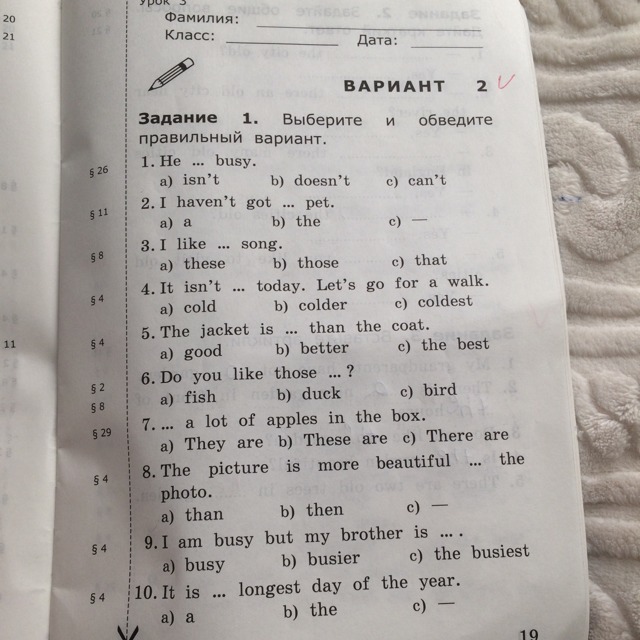 20
21
Урок 3
Фамилия:
Класс: Дата:
ВАРИАНТ 2
Задание 1. Выберите и обведите
правильный вариант.
1. He ... busy.
§ 26
a) isn't b) doesn't c) can't
2. I haven't got ... pet.
§ 11
a) a b) the c) —
3. I like ... song.
§ 8
a) these b) those c) that
4. It isn't ... today. Let's go for a walk.
§ 4
a) cold b) colder c) coldest
5. The jacket is ... than the coat.
11
§ 4
a) good b) better c) the best
6. Do you like those ... ?
§ 2
a) fish b) duck c) bird
§ 8
7. ... a lot of apples in the box.
§ 29
a) They are b) These are c) There are
8. The picture is more beautiful ... the
§ 4
photo.
a) than b) then c) —
9. I am busy but my brother is ... .
§ 4
a) busy b) busier c) the busiest
10. It is ... longest day of the year.
§ 4
a) a b) the c) —
19